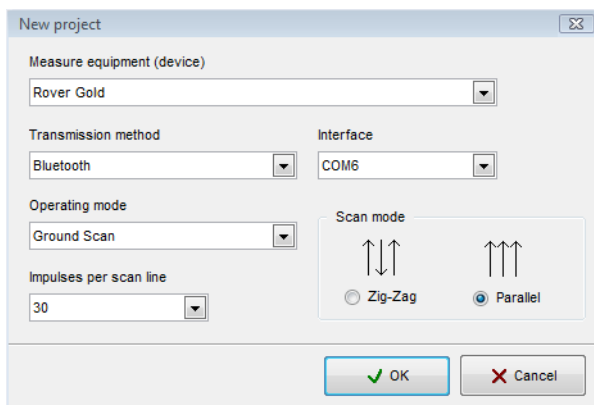 New project
Measure equipment (device)
Rover Gold
Transmission method
Interface
Bluetooth
COM6
Operating mode
Ground Scan
Scan mode
Impulses per scan line
30
Zig-Zag
Parallel
OK
Cancel